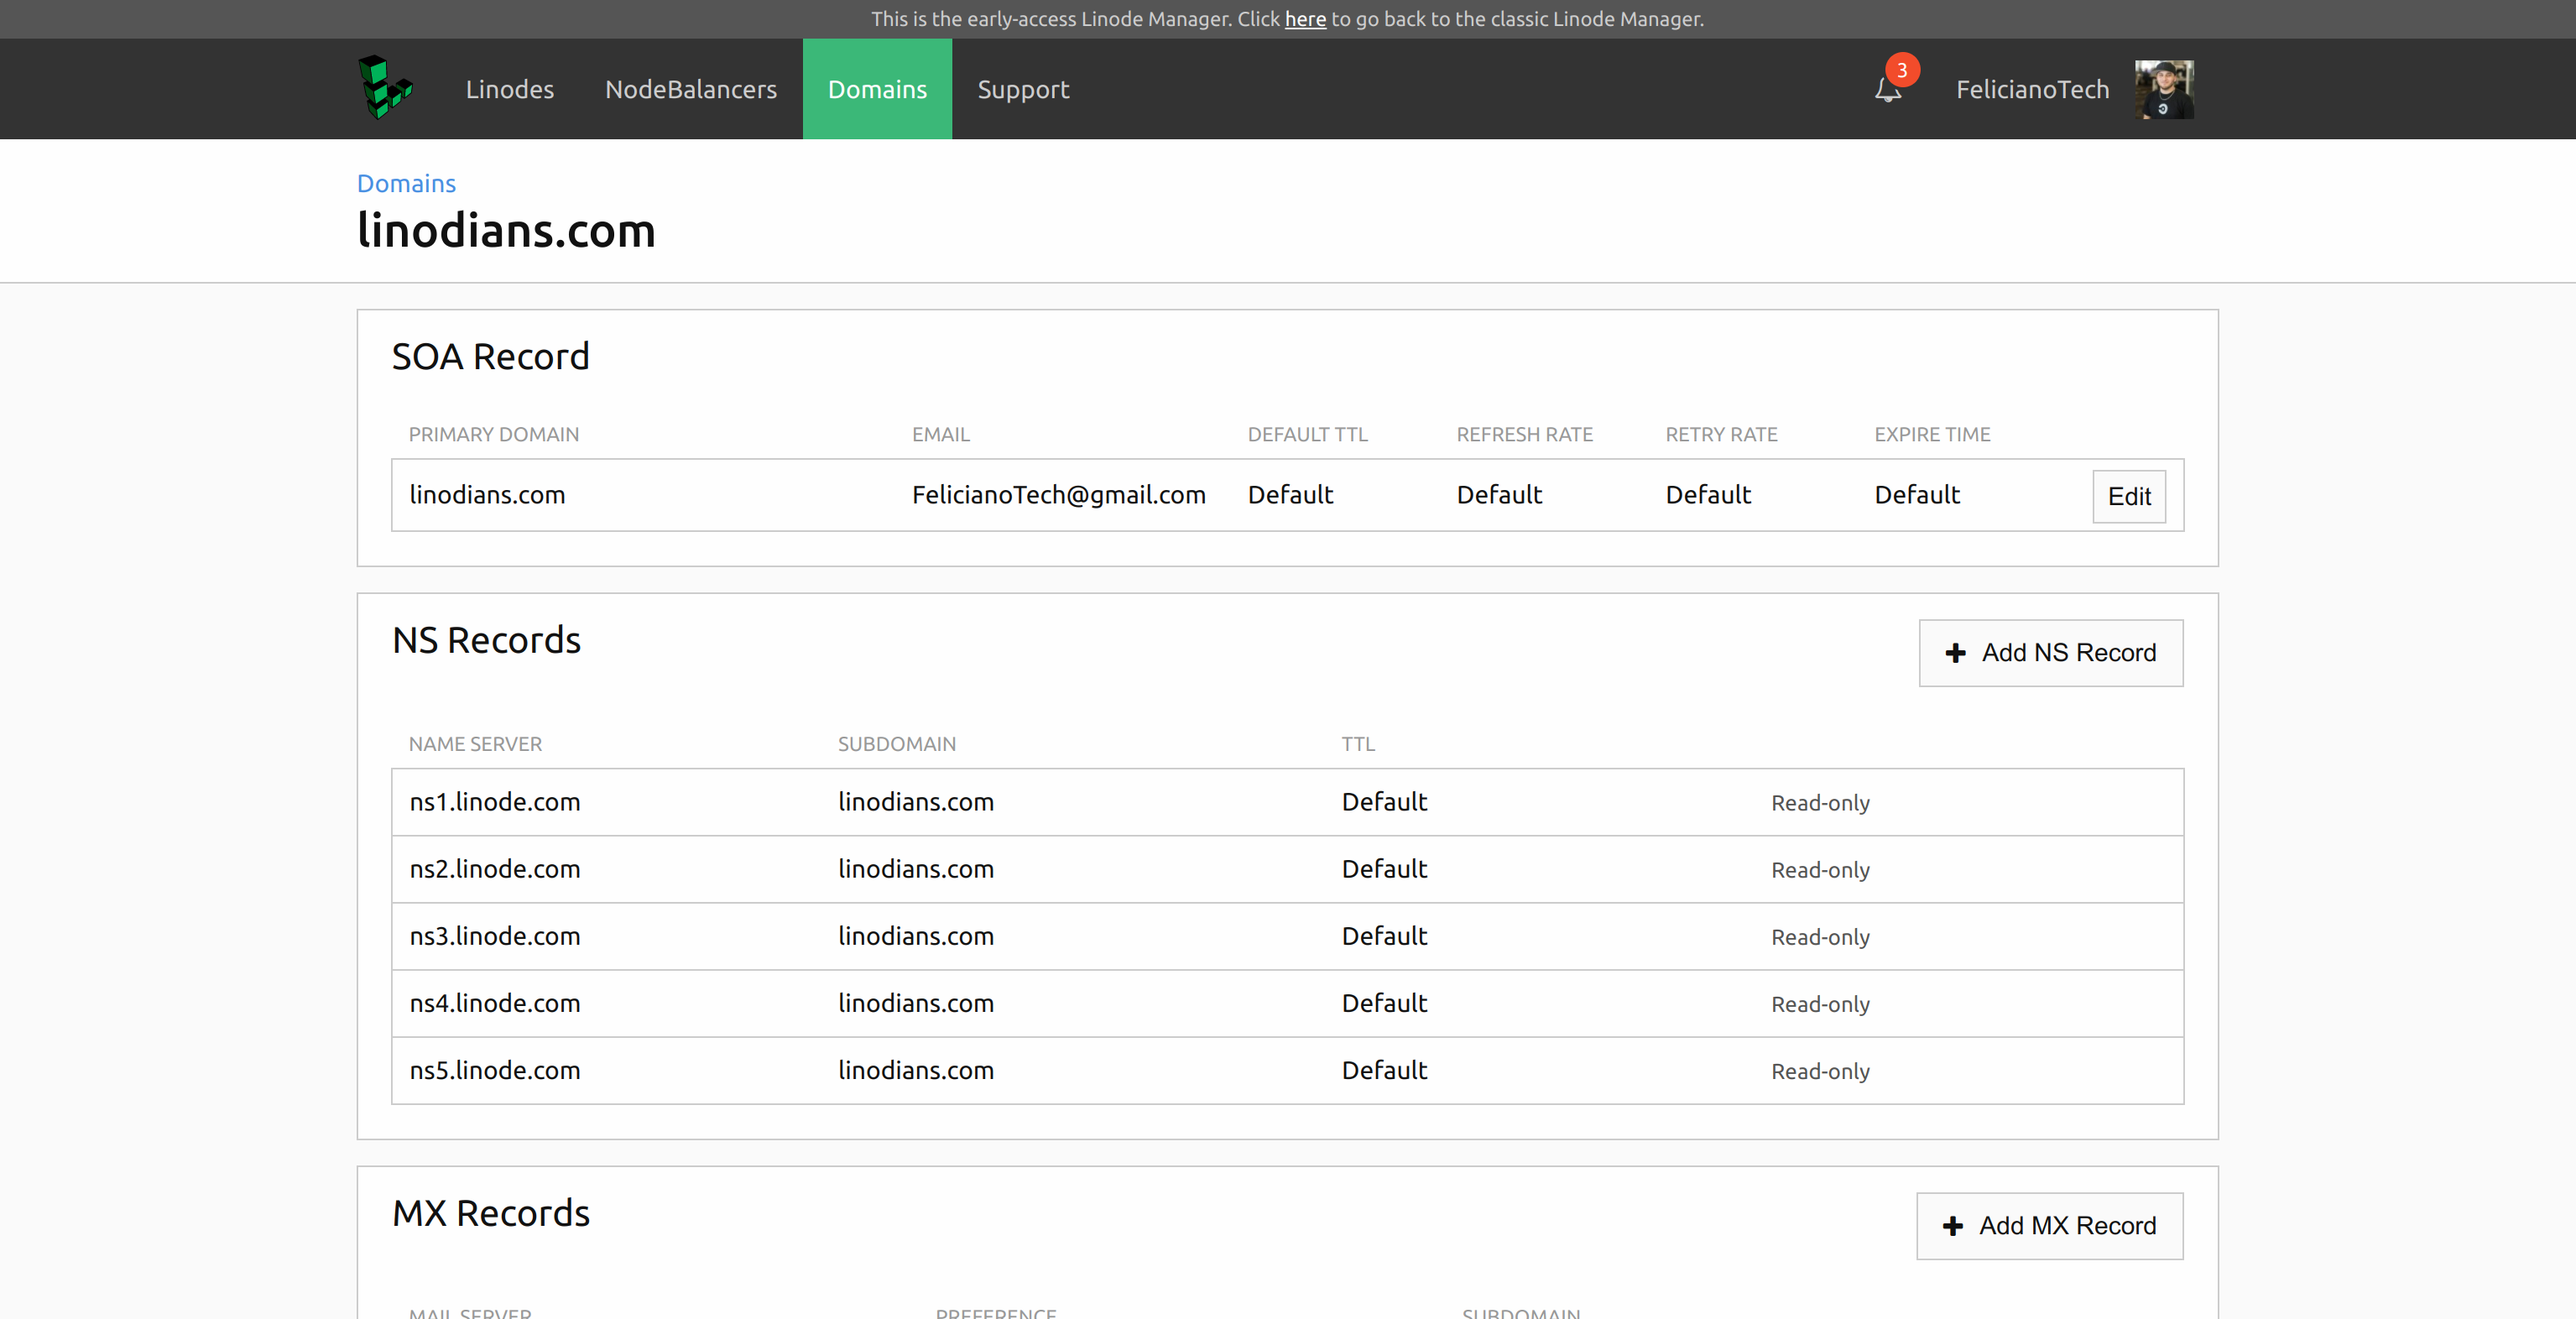 This is the early-access Linode Manager. Click here to go back to the classic Linode Manager.
Linodes NodeBalancers Domains Support 3 FelicianoTech
Domains
linodians.com
SOA Record
PRIMARY DOMAIN EMAIL DEFAULT TTL REFRESH RATE RETRY RATE EXPIRE TIME
linodians.com FelicianoTech@gmail.com Default Default Default Default Edit
NS Records Add NS Record
NAME SERVER SUBDOMAIN TTL
ns1.linode.com linodians.com Default Read-only
ns2.linode.com linodians.com Default Read-only
ns3.linode.com linodians.com Default Read-only
ns4.linode.com linodians.com Default Read-only
ns5.linode.com linodians.com Default Read-only
MX Records Add MX Record
MAIL SERVER PREFERENCE SUBDOMAIN